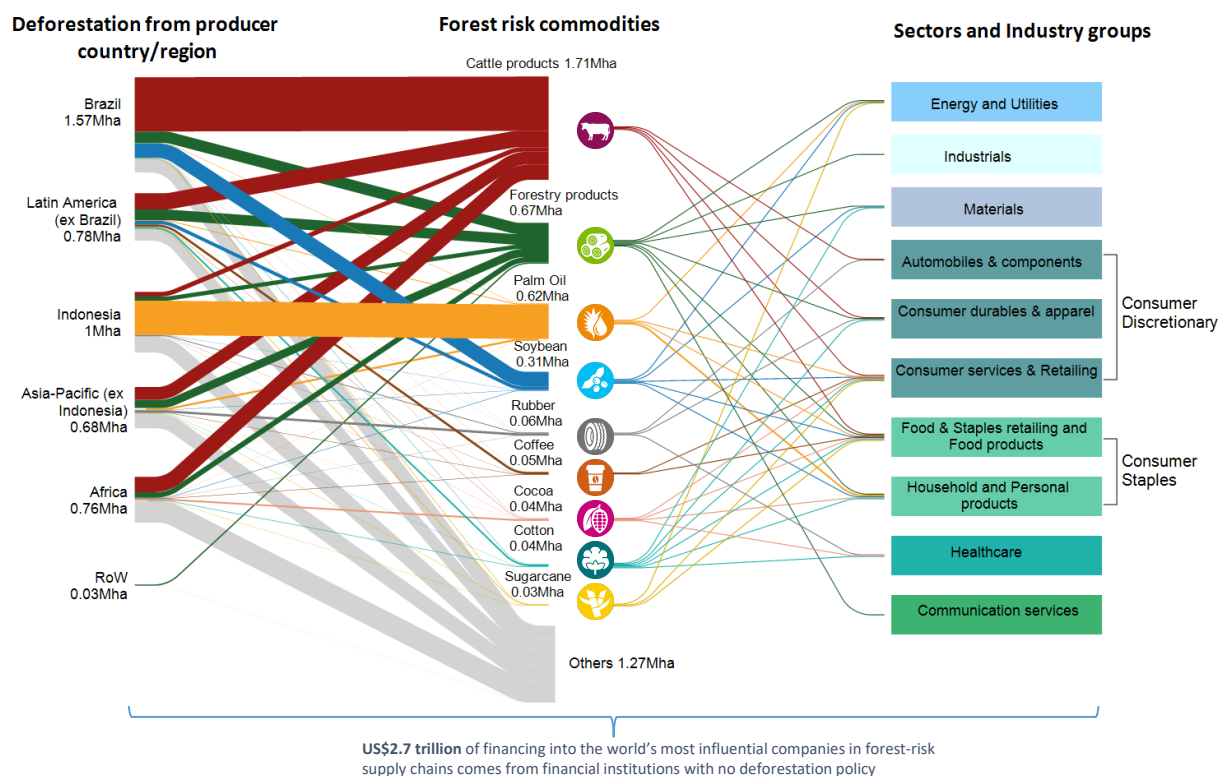 Deforestation from producer
country/region
Forest risk commodities
Sectors and Industry groups
Brazil
1.57Mha
Latin America
(ex Brazil)
0.78Mha
Indonesia
1Mha
Asia-Pacific (ex
Indonesia)
0.68Mha
Africa
0.76Mha
RoW
0.03Mha
Cattle products 1.71Mha
Forestry products
0.67Mha
Palm Oil
0.62Mha
Soybean
0.31Mha
Rubber
0.06Mha
Coffee
0.05Mha
Cocoa
0.04Mha
Cotton
0.04Mha
Sugarcane
0.03Mha
Others 1.27Mha
Energy and Utilities
Industrials
Materials
Automobiles & components
Consumer durables & apparel
Consumer services & Retailing
Food & Staples retailing and
Food products
Household and Personal
products
Healthcare
Communication services
Consumer
Discretionary
Consumer
Staples
US$2.7 trillion of financing into the world’s most influential companies in forest-risk
supply chains comes from financial institutions with no deforestation policy